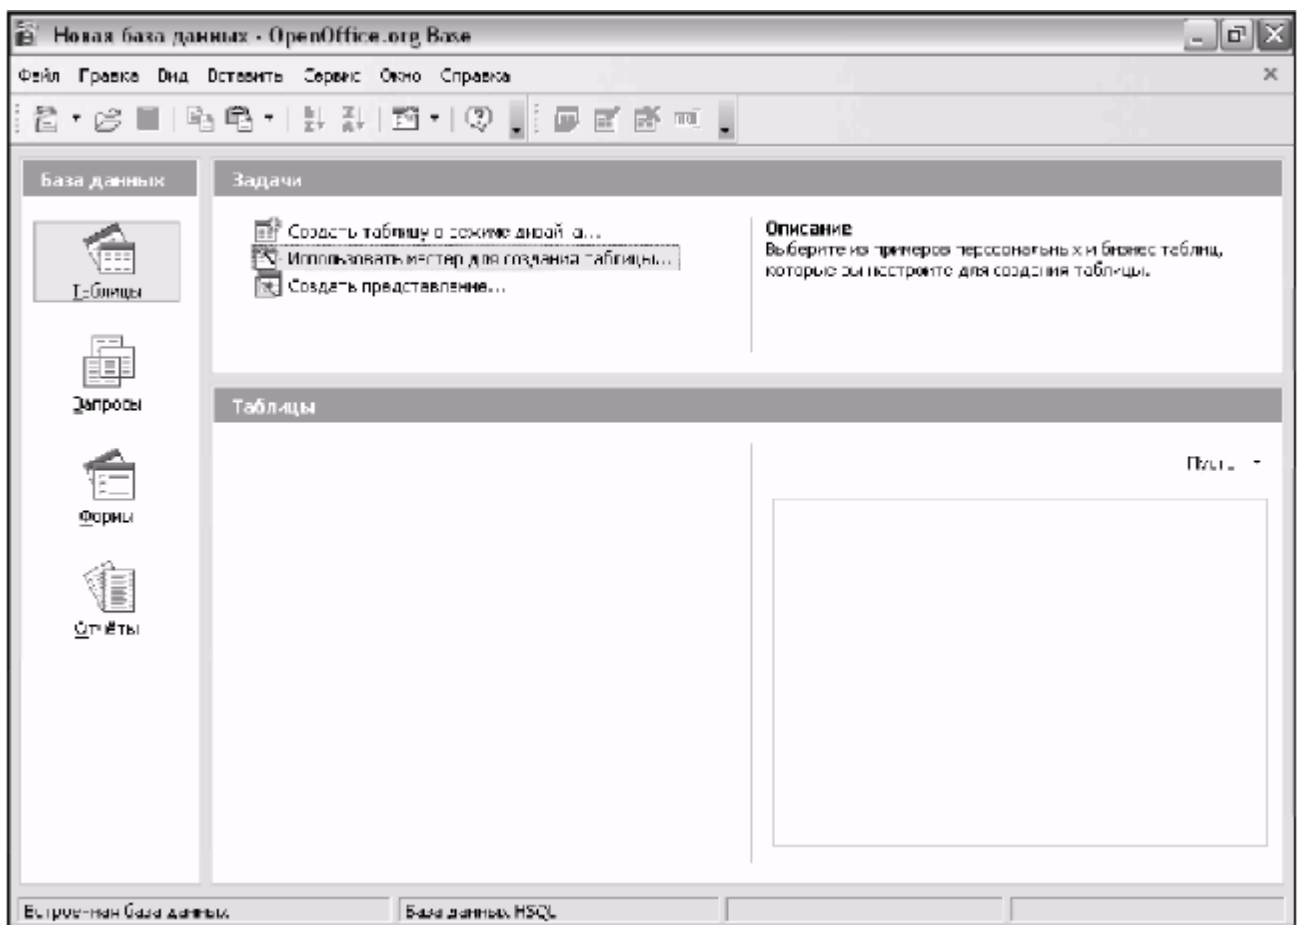 Новая база данных - OpenOffice.org Base
Файл Правка Вид Вставить Сервис Окно Справка
База данных
Задачи
Создать таблицу в режиме дизайна...
Использовать мастер для создания таблицы...
Создать представление...
Описание
Выберите из примеров персональных и бизнес таблиц,
которые вы настроите для создания таблицы.
Таблицы
Запросы
Формы
Отчёты
Таблицы
Встроенная база данных
База данных HSQL